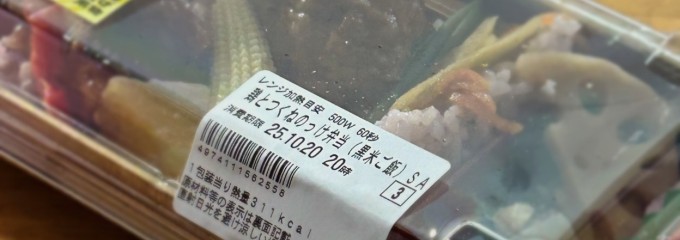 レンジ加熱目安 500W 60秒
鶏とつくねのっけ弁当(黒米ご飯)SA
消費期限 25.10.20 20時
3
4974111562558
1包装当り熱量311kcal
原材料等の表示は裏面記載
直射日光を避け涼しい